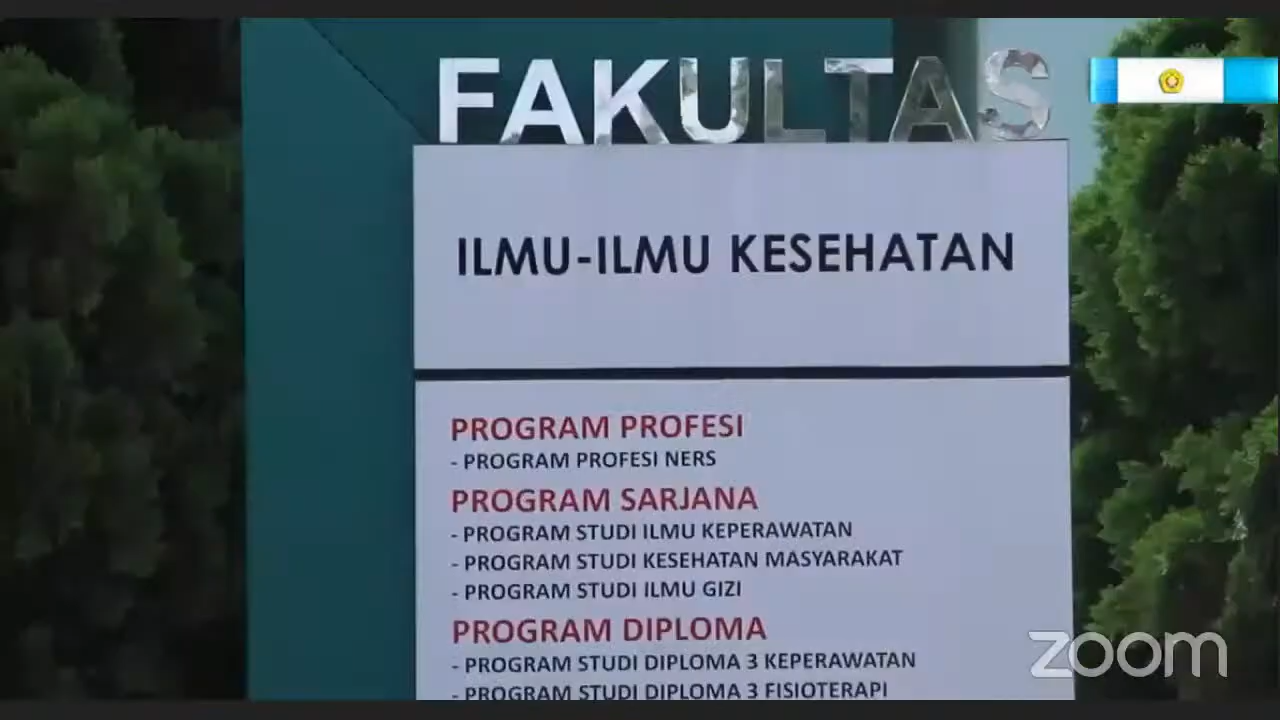 FAKULTAS
ILMU-ILMU KESEHATAN
PROGRAM PROFESI
- PROGRAM PROFESI NERS
PROGRAM SARJANA
- PROGRAM STUDI ILMU KEPERAWATAN
- PROGRAM STUDI KESEHATAN MASYARAKAT
- PROGRAM STUDI ILMU GIZI
PROGRAM DIPLOMA
- PROGRAM STUDI DIPLOMA 3 KEPERAWATAN
- PROGRAM STUDI DIPLOMA 3 FISIOTERAPI
zoom